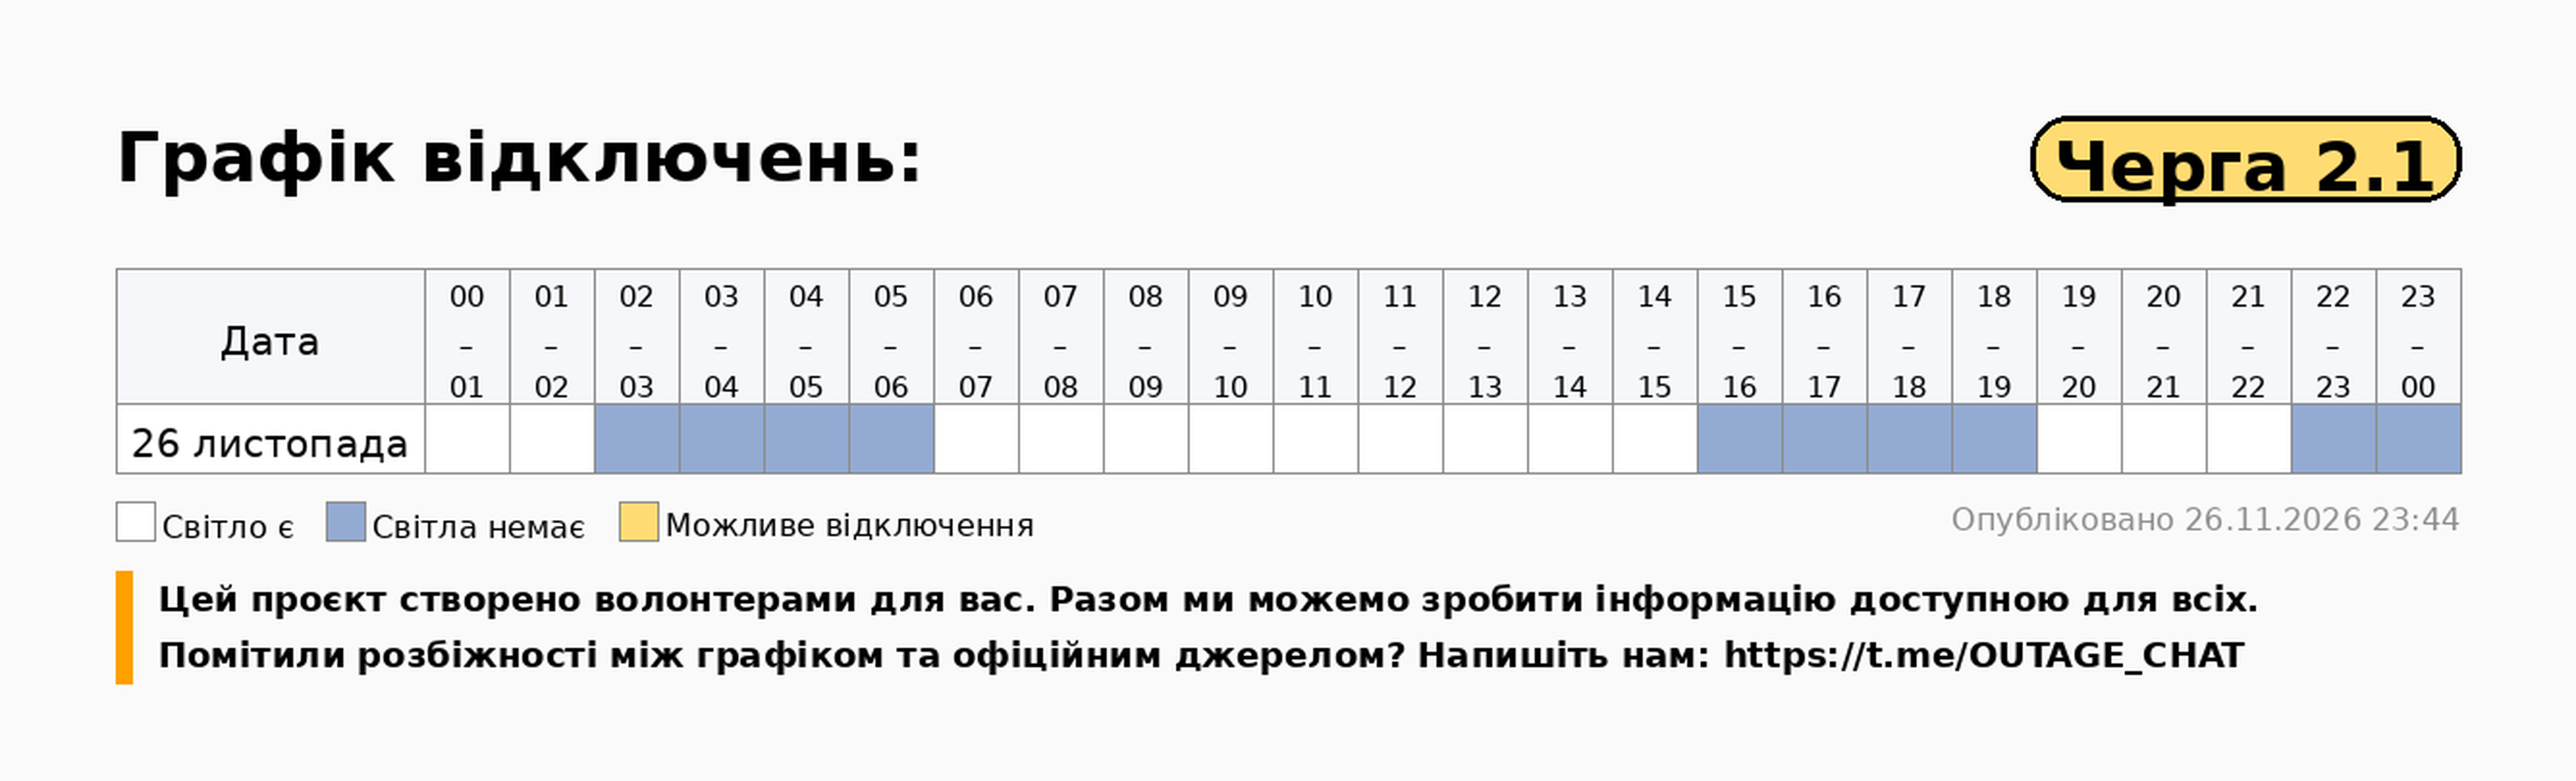 Графік відключень:
Черга 2.1
Дата
00 – 01
01 – 02
02 – 03
03 – 04
04 – 05
05 – 06
06 – 07
07 – 08
08 – 09
09 – 10
10 – 11
11 – 12
12 – 13
13 – 14
14 – 15
15 – 16
16 – 17
17 – 18
18 – 19
19 – 20
20 – 21
21 – 22
22 – 23
23 – 00
26 листопада
Світло є
Світла немає
Можливе відключення
Опубліковано 26.11.2026 23:44
Цей проєкт створено волонтерами для вас. Разом ми можемо зробити інформацію доступною для всіх.
Помітили розбіжності між графіком та офіційним джерелом? Напишіть нам: https://t.me/OUTAGE_CHAT